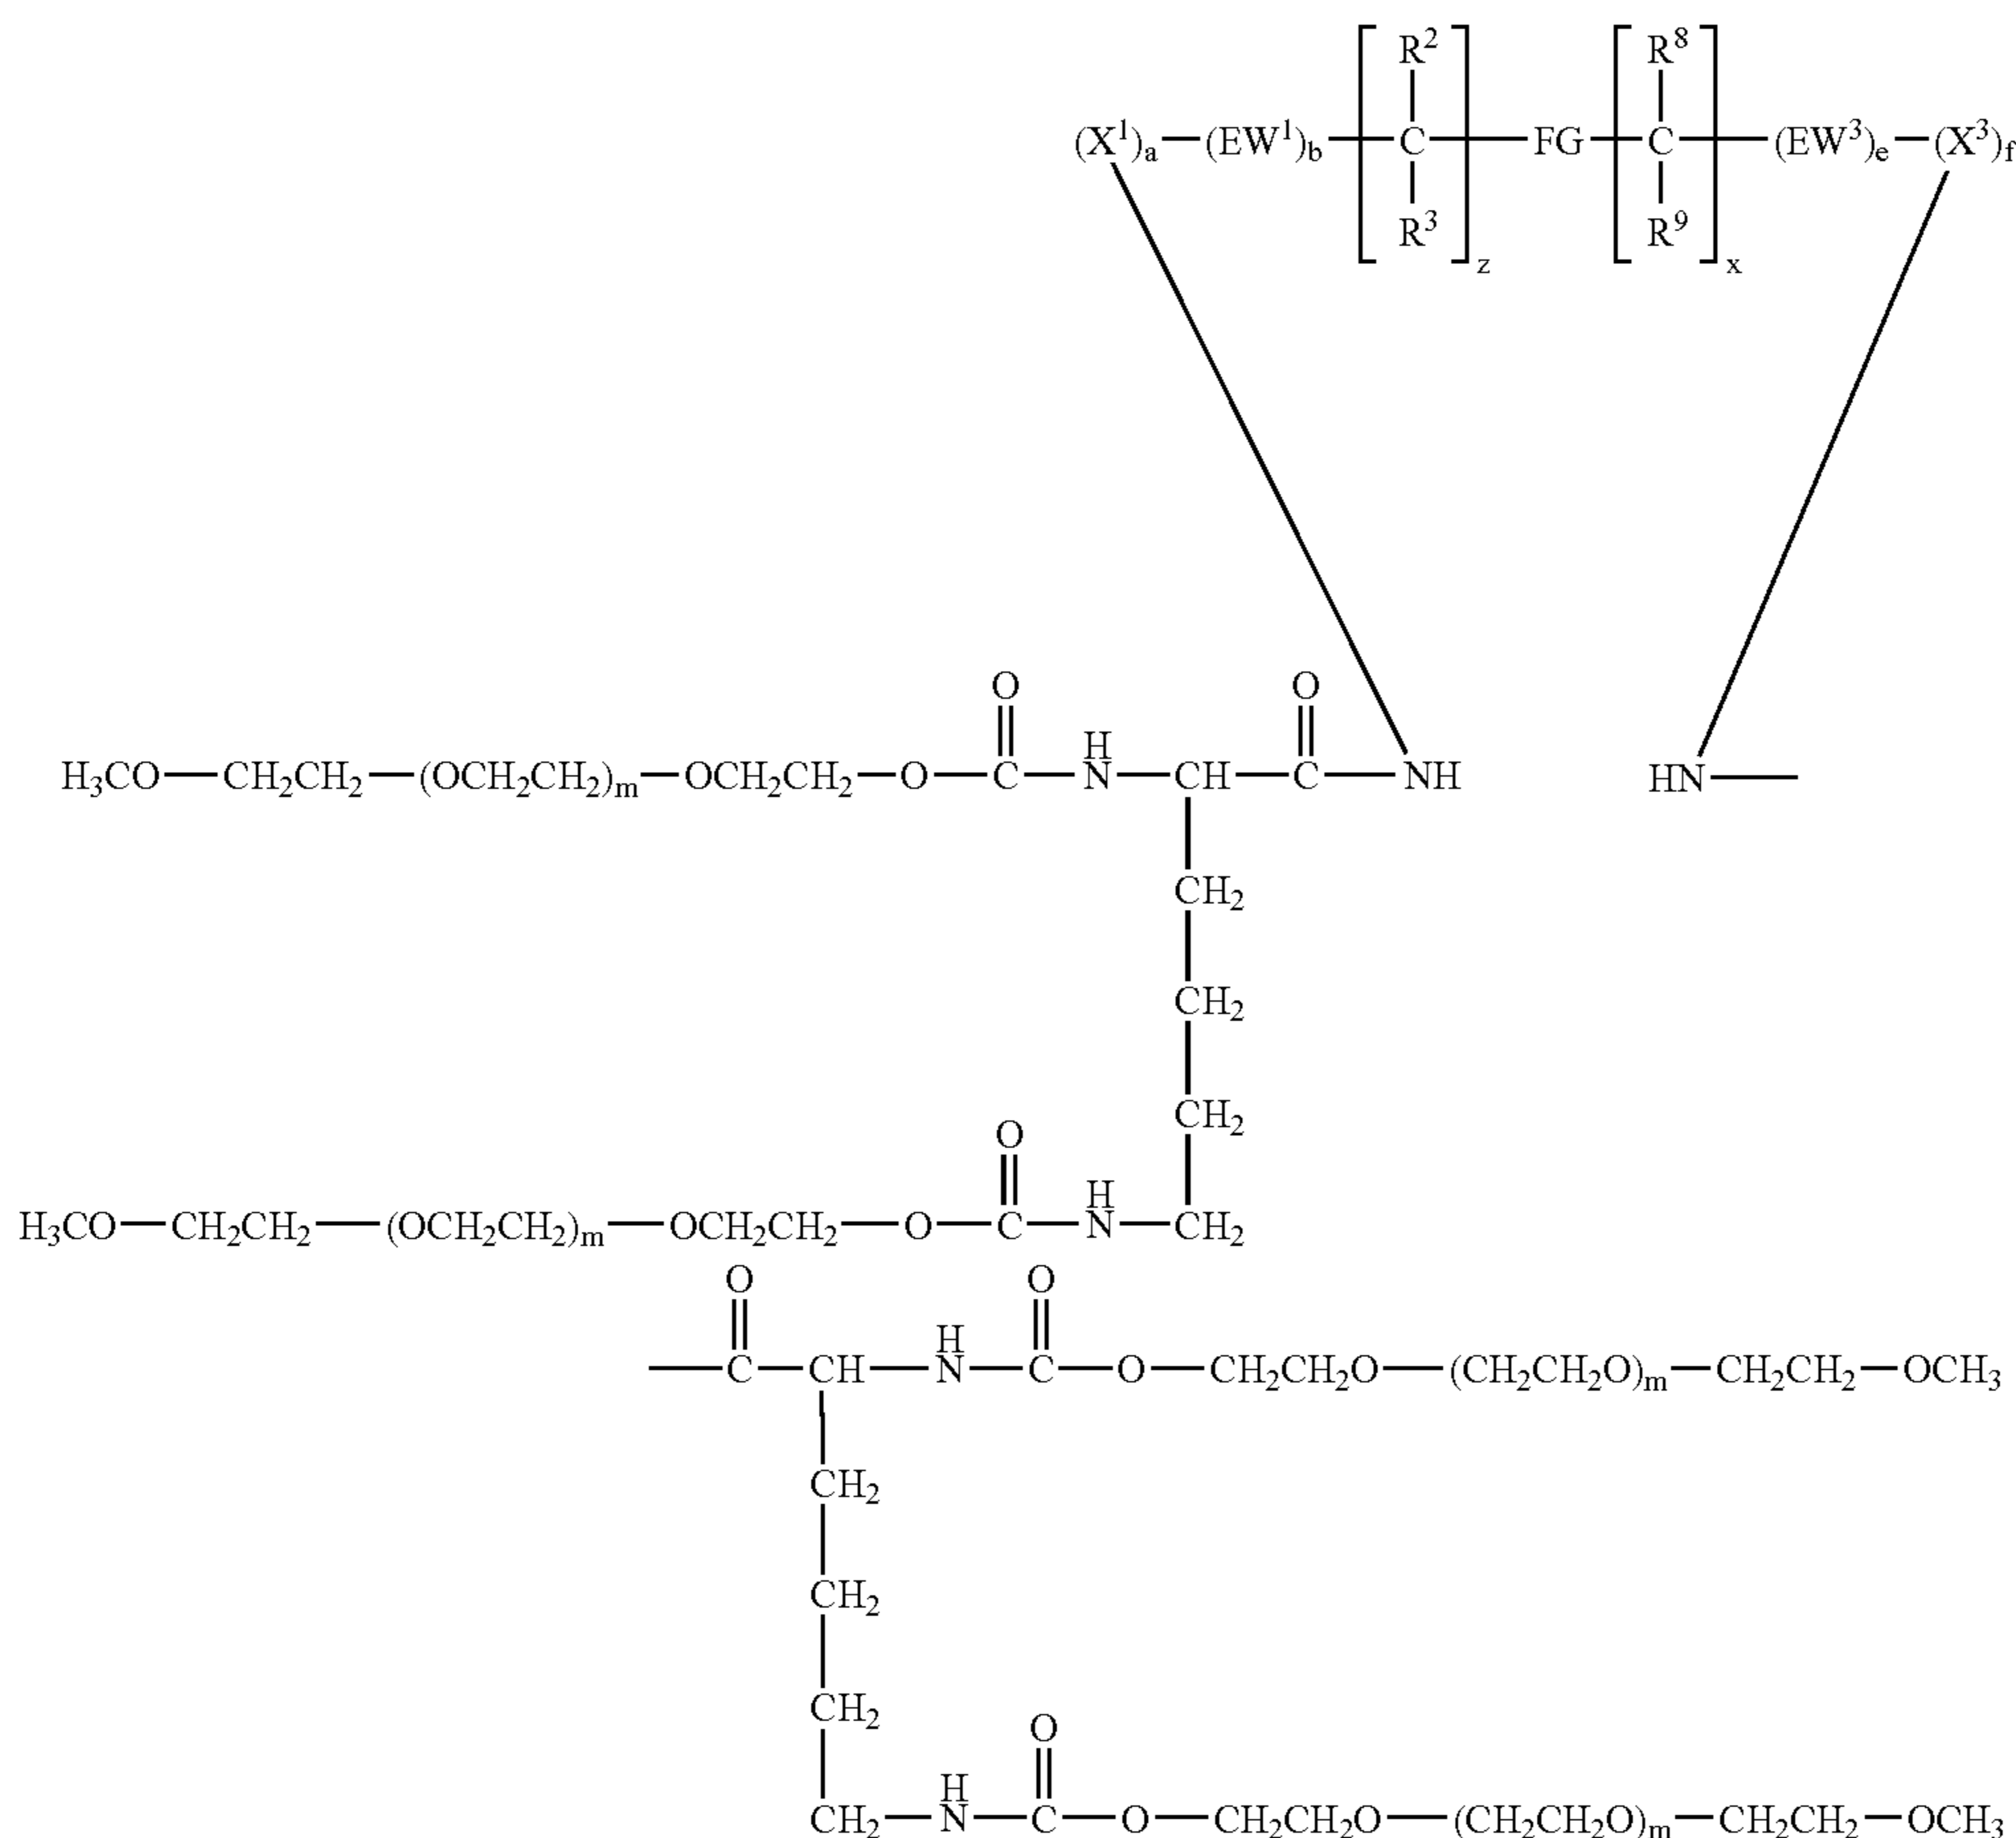 R² R⁸
(X¹)ₐ—(EW¹)b—[C]z—FG—[C]x—(EW³)e—(X³)f
R³ R⁹
O O
H₃CO—CH₂CH₂—(OCH₂CH₂)m—OCH₂CH₂—O—C—NH—CH—C—NH HN—
CH₂
CH₂
CH₂
O
H₃CO—CH₂CH₂—(OCH₂CH₂)m—OCH₂CH₂—O—C—NH—CH₂
O O
—C—CH—NH—C—O—CH₂CH₂O—(CH₂CH₂O)m—CH₂CH₂—OCH₃
CH₂
CH₂
CH₂
O
CH₂—NH—C—O—CH₂CH₂O—(CH₂CH₂O)m—CH₂CH₂—OCH₃